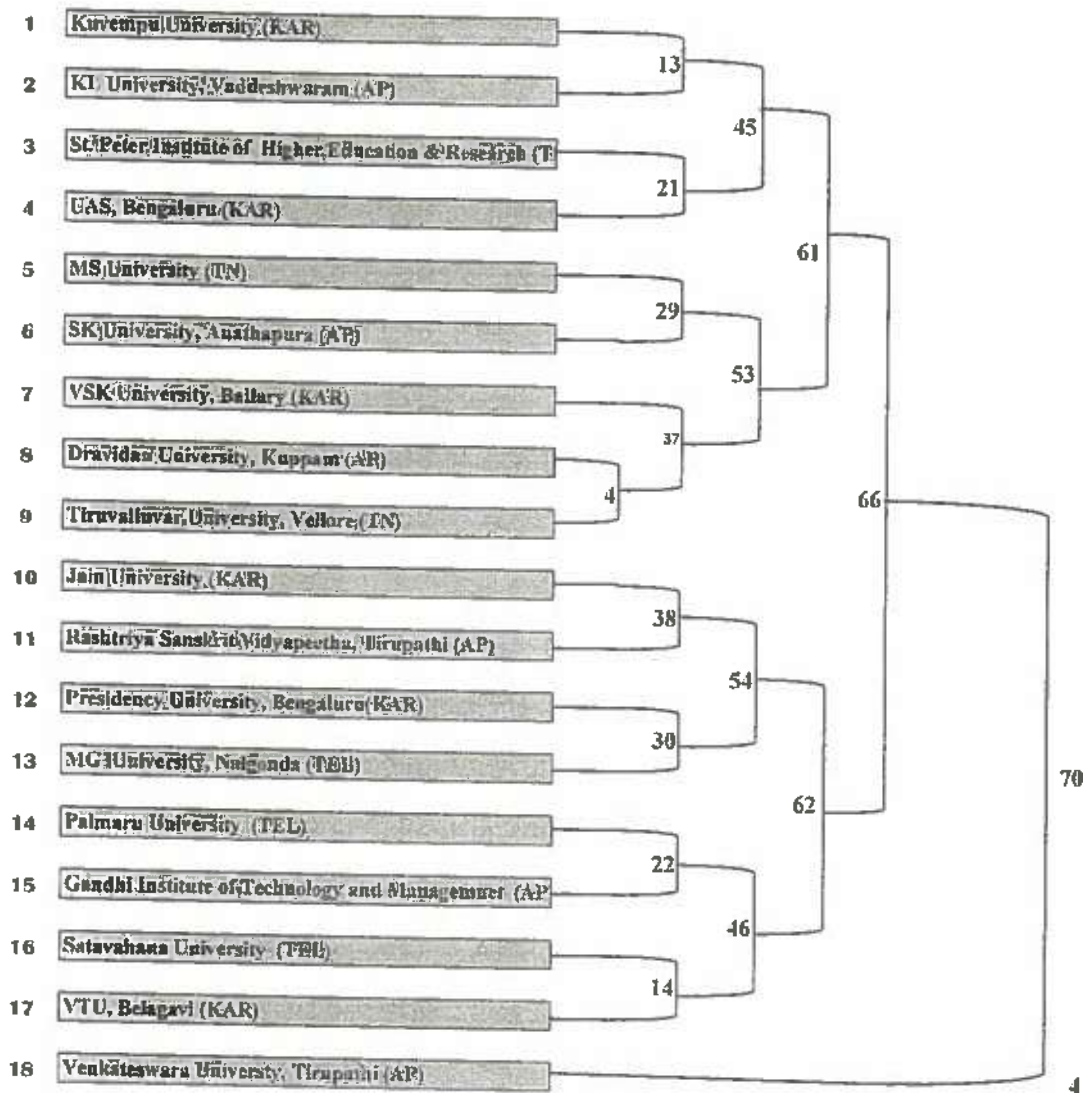 1 Kuvempu University, (KAR)
13
2 KL University, Vaddeshwaram (AP)
45
3 St. Peter Institute of Higher Education & Research (T
21
4 UAS, Bengaluru (KAR)
61
5 MS University (TN)
29
6 SK University, Anathapura (AP)
53
7 VSK University, Bellary (KAR)
37
8 Dravidan University, Kuppam (AP)
4
66
9 Tiruvalluvar University, Vellore (TN)
10 Jain University, (KAR)
38
11 Rashtriya Sanskrit Vidyapeetha, Tirupathi (AP)
54
12 Presidency University, Bengaluru (KAR)
30
13 MG University, Nalgonda (TEL)
70
62
14 Palmaru University (TEL)
22
15 Gandhi Institute of Technology and Managemner (AP
46
16 Satavahana University (TEL)
14
17 VTU, Belagavi (KAR)
18 Venkateswara Universty, Tirupathi (AP)
4